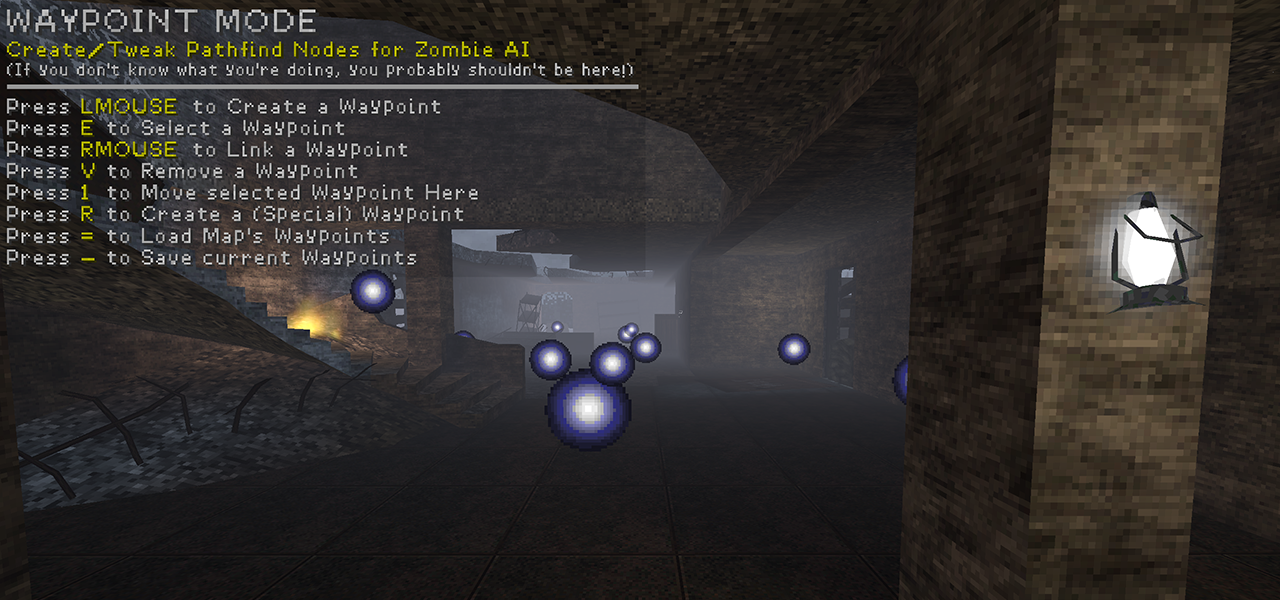 WAYPOINT MODE
Create/Tweak Pathfind Nodes for Zombie AI
(If you don't know what you're doing, you probably shouldn't be here!)
Press LMOUSE to Create a Waypoint
Press E to Select a Waypoint
Press RMOUSE to Link a Waypoint
Press V to Remove a Waypoint
Press 1 to Move selected Waypoint Here
Press R to Create a (Special) Waypoint
Press = to Load Map's Waypoints
Press – to Save current Waypoints